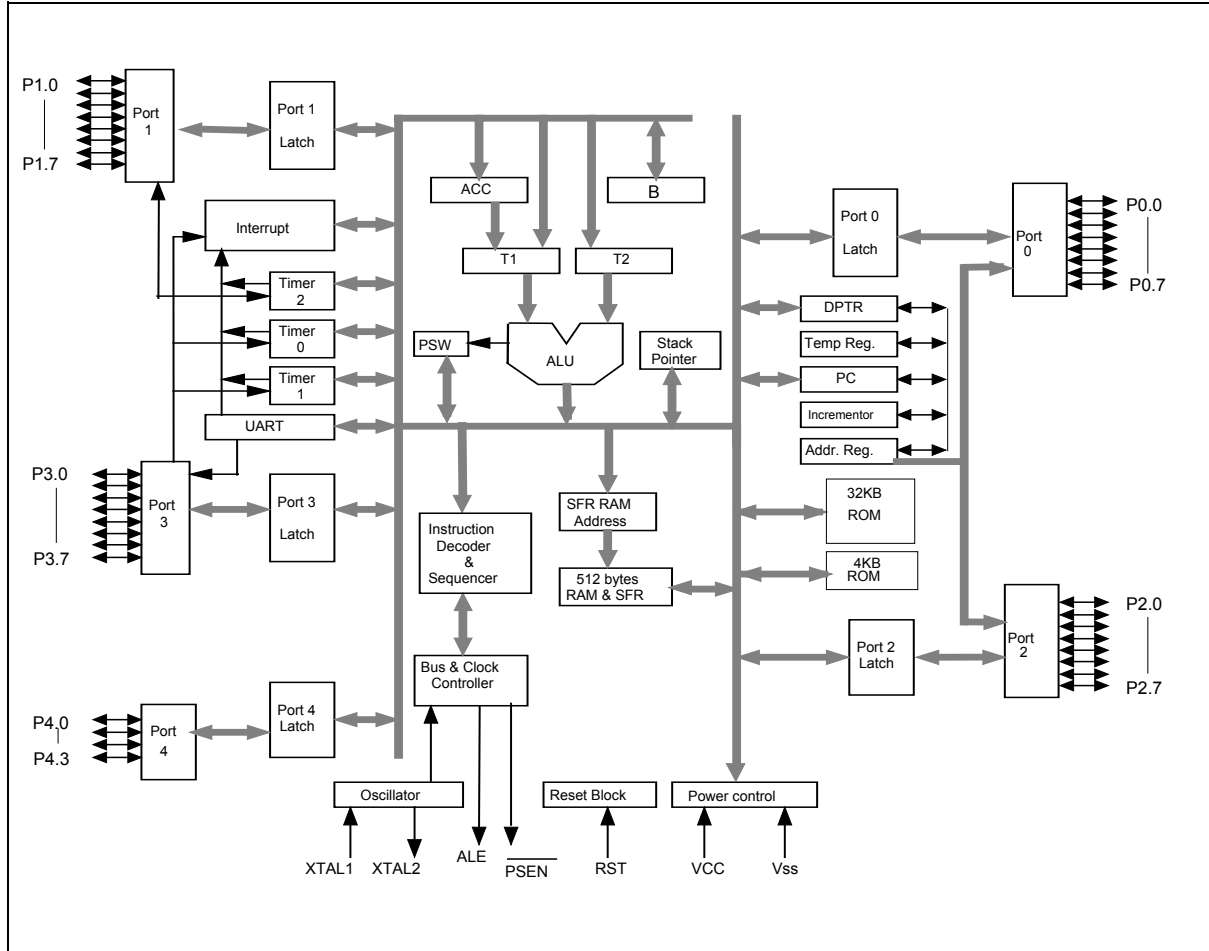 P1.0
P1.7
Port
1
Port 1
Latch
Interrupt
Timer
2
Timer
0
Timer
1
UART
P3.0
P3.7
Port
3
Port 3
Latch
P4.0
P4.3
Port
4
Port 4
Latch
ACC
B
T1
T2
PSW
ALU
Stack
Pointer
Instruction
Decoder
&
Sequencer
SFR RAM
Address
512 bytes
RAM & SFR
Bus & Clock
Controller
Port 0
Latch
Port
0
P0.0
P0.7
DPTR
Temp Reg.
PC
Incrementor
Addr. Reg.
32KB
ROM
4KB
ROM
Port 2
Latch
Port
2
P2.0
P2.7
Oscillator
Reset Block
Power control
XTAL1
XTAL2
ALE
PSEN
RST
VCC
Vss